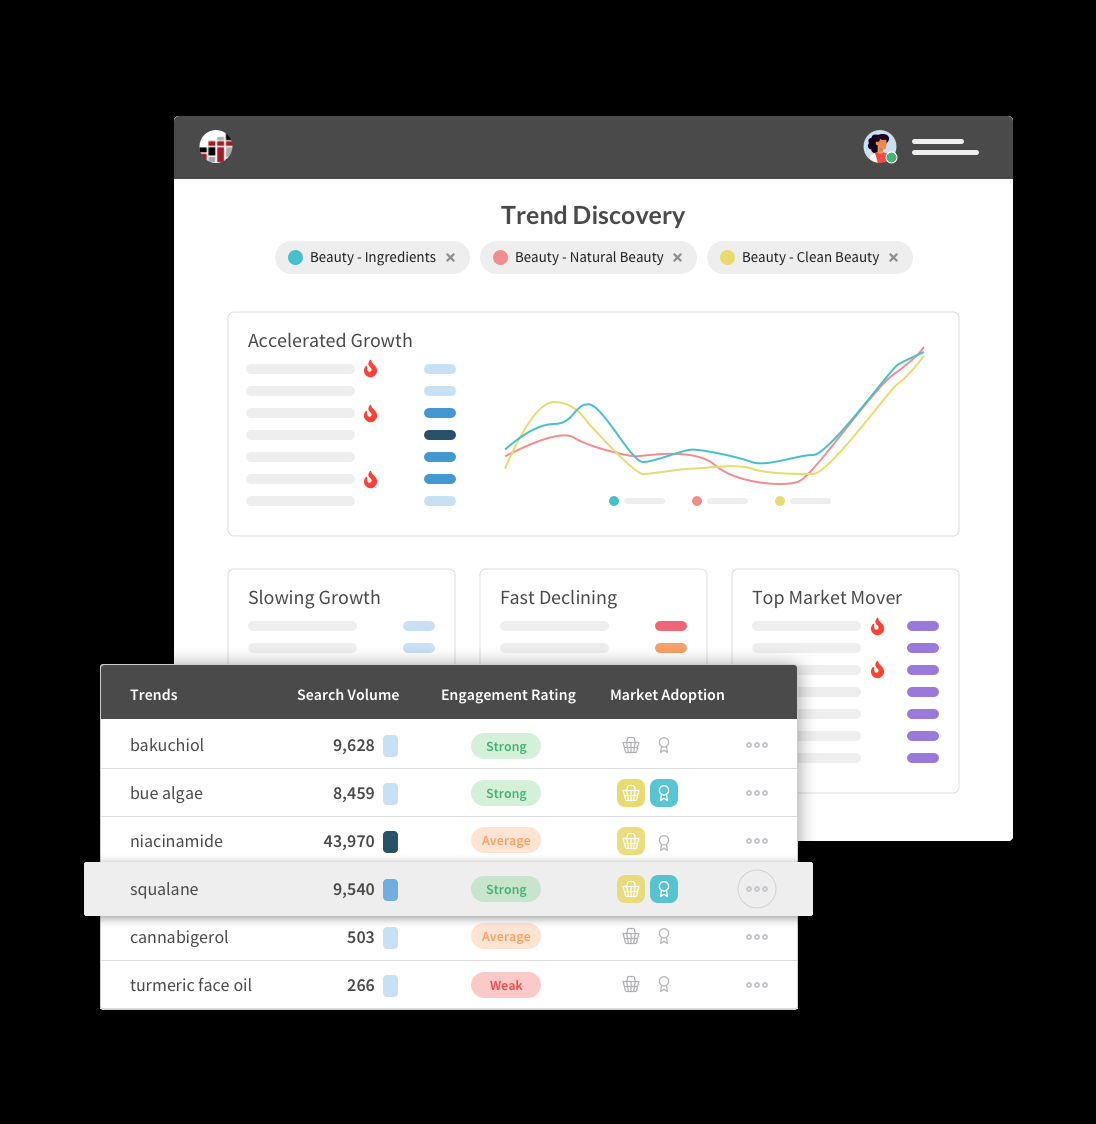 Trend Discovery
Beauty - Ingredients × Beauty - Natural Beauty × Beauty - Clean Beauty ×
Accelerated Growth
Slowing Growth Fast Declining Top Market Mover
Trends Search Volume Engagement Rating Market Adoption
bakuchiol 9,628 Strong
bue algae 8,459 Strong
niacinamide 43,970 Average
squalane 9,540 Strong
cannabigerol 503 Average
turmeric face oil 266 Weak